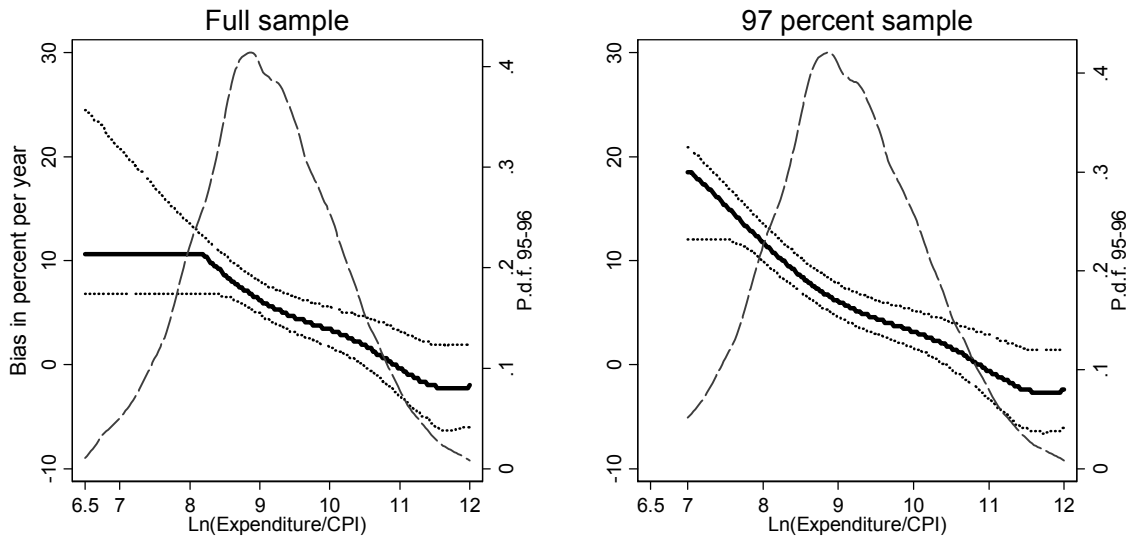 Full sample
97 percent sample
Bias in percent per year
30
20
10
0
-10
.4
.3
.2
.1
0
P.d.f. 95-96
6.5 7 8 9 10 11 12
Ln(Expenditure/CPI)
30
20
10
0
-10
.4
.3
.2
.1
0
P.d.f. 95-96
6.5 7 8 9 10 11 12
Ln(Expenditure/CPI)